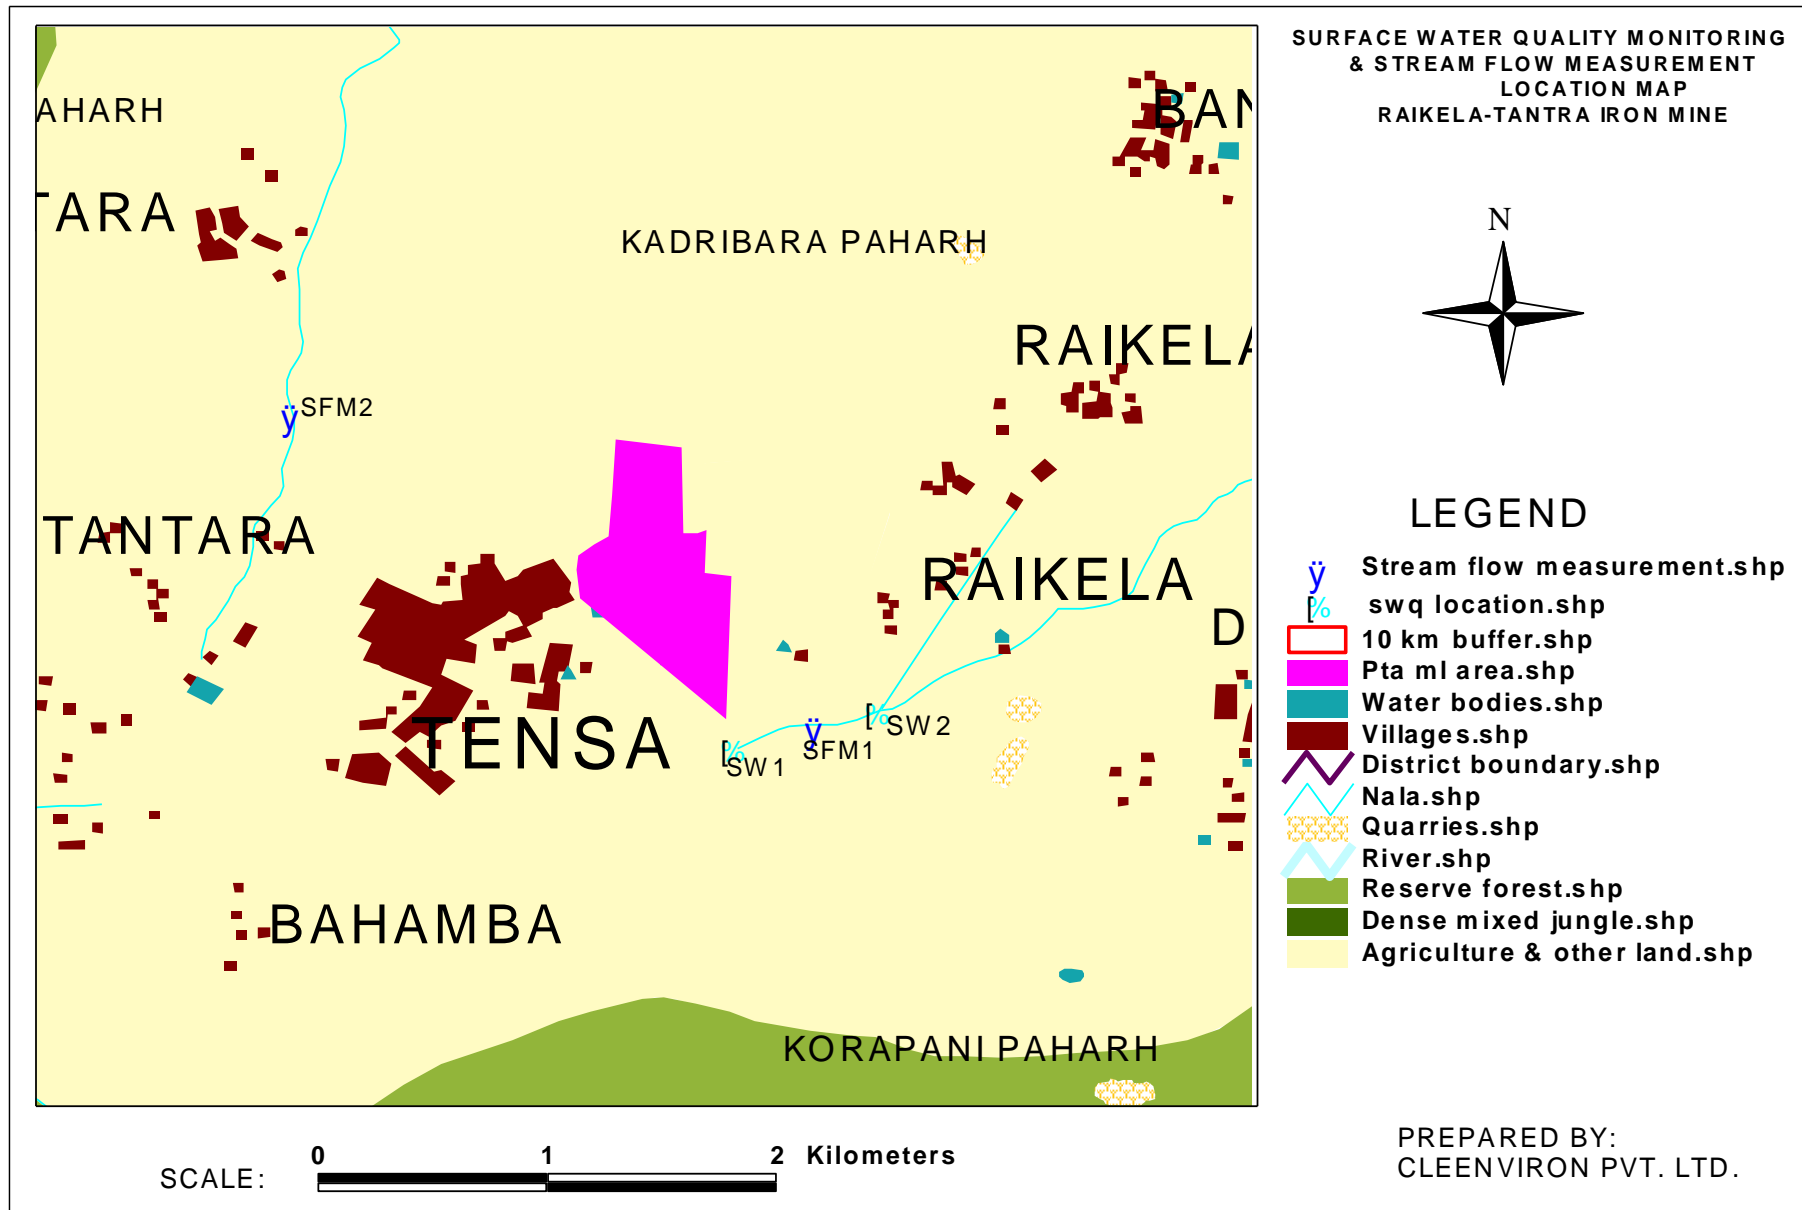 SURFACE WATER QUALITY MONITORING
& STREAM FLOW MEASUREMENT
LOCATION MAP
RAIKELA-TANTRA IRON MINE
N
AHARH
BAN
TARA
KADRIBARA PAHARH
RAIKELA
ÿ SFM2
TANTARA
RAIKELA
D
TENSA
[% SW1
ÿ
SFM1
[% SW2
BAHAMBA
KORAPANI PAHARH
LEGEND
ÿ Stream flow measurement.shp
[% swq location.shp
10 km buffer.shp
Pta ml area.shp
Water bodies.shp
Villages.shp
District boundary.shp
Nala.shp
Quarries.shp
River.shp
Reserve forest.shp
Dense mixed jungle.shp
Agriculture & other land.shp
SCALE:
0 1 2 Kilometers
PREPARED BY:
CLEENVIRON PVT. LTD.